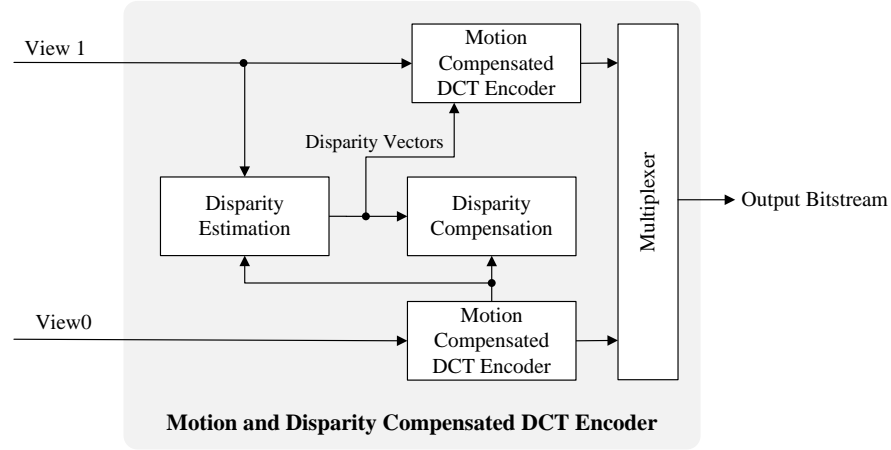 View 1
Motion
Compensated
DCT Encoder
Disparity Vectors
Disparity
Estimation
Disparity
Compensation
Multiplexer
Output Bitstream
View0
Motion
Compensated
DCT Encoder
Motion and Disparity Compensated DCT Encoder